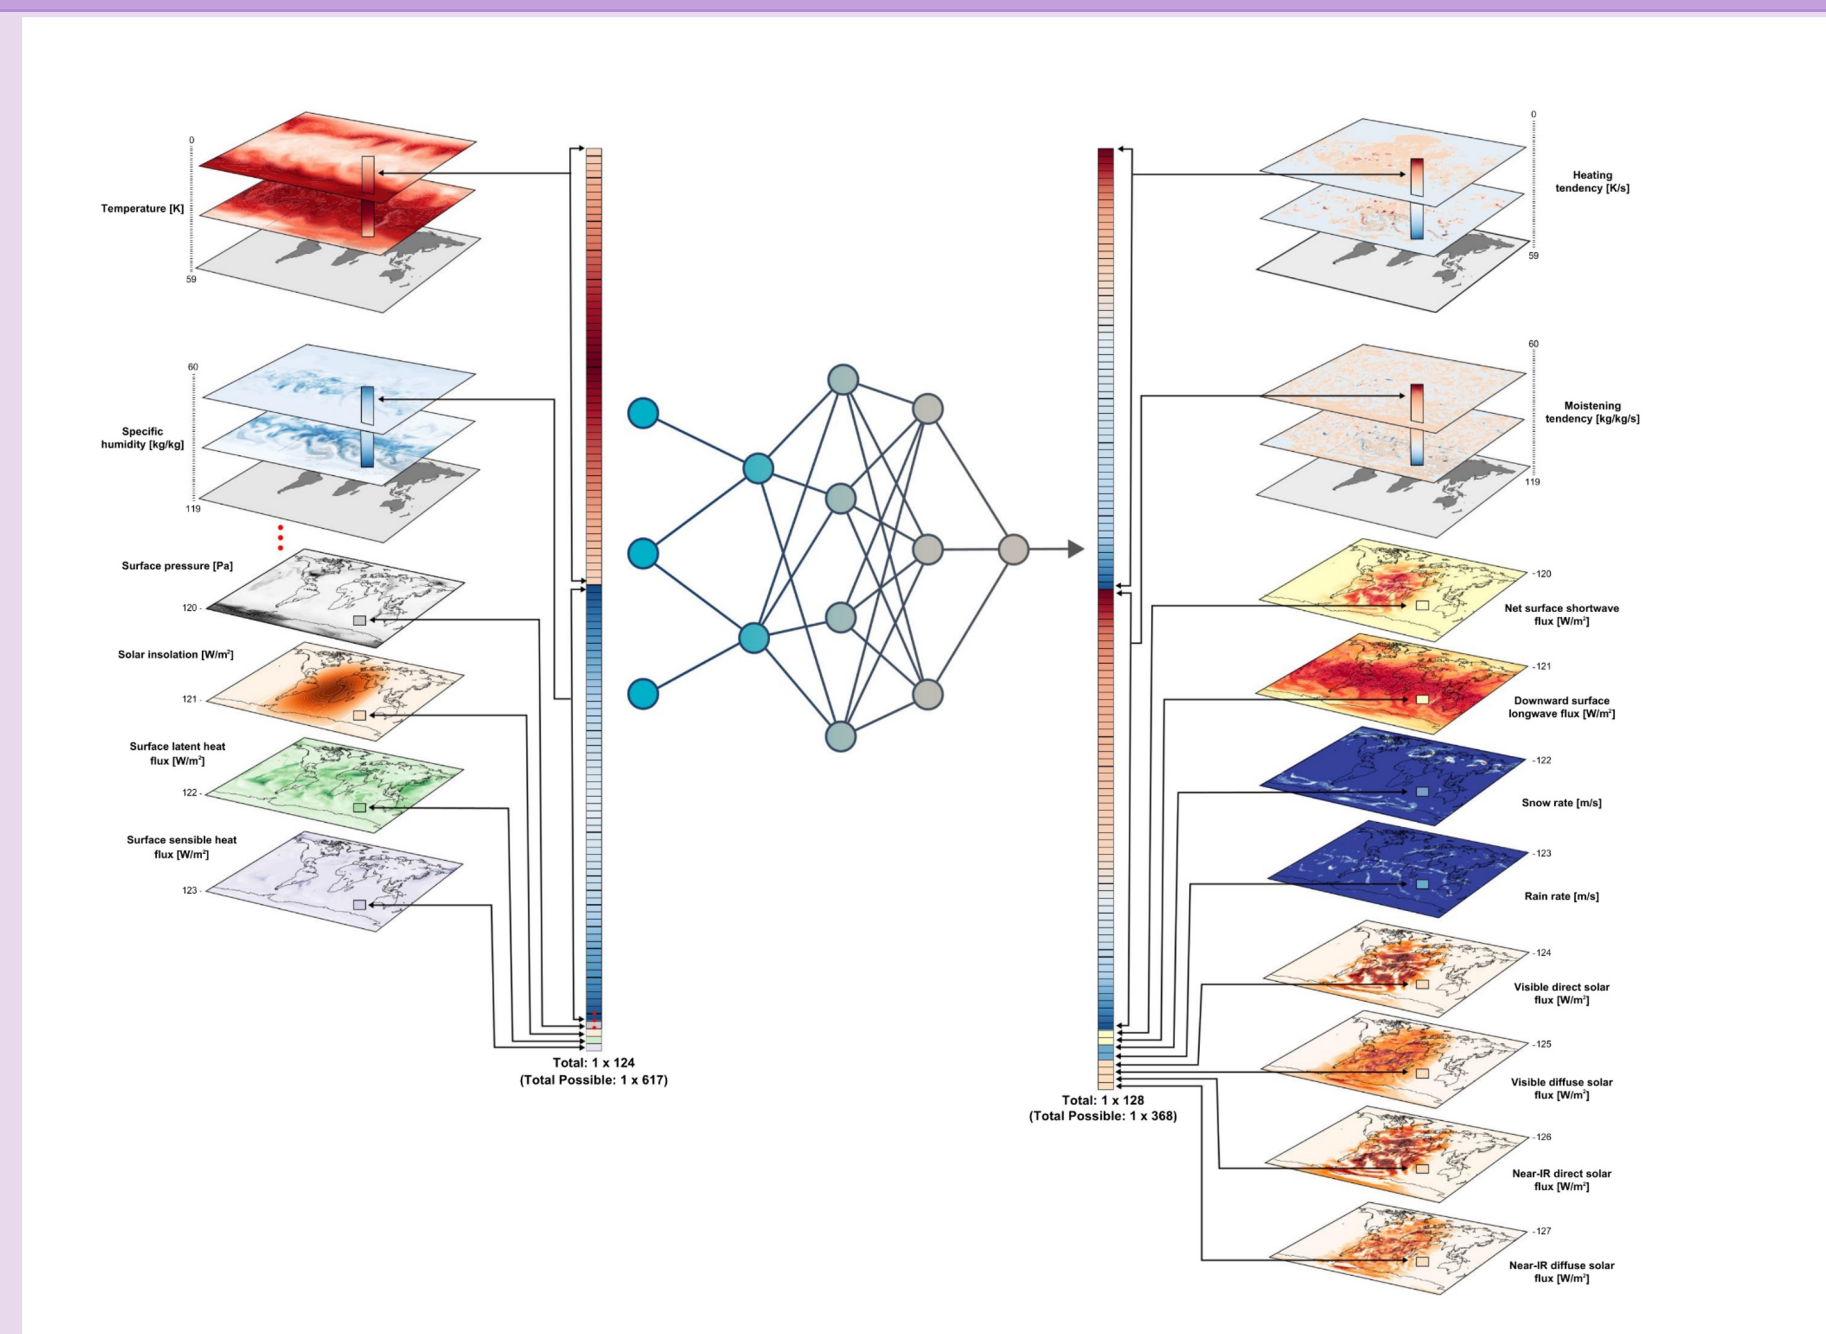 0
Temperature [K]
59
60
Specific
humidity [kg/kg]
119
Surface pressure [Pa]
120 -
Solar insolation [W/m²]
121 -
Surface latent heat
flux [W/m²]
122 -
Surface sensible heat
flux [W/m²]
123 -
Total: 1 x 124
(Total Possible: 1 x 617)
Total: 1 x 128
(Total Possible: 1 x 368)
0
Heating
tendency [K/s]
59
60
Moistening
tendency [kg/kg/s]
119
-120
Net surface shortwave
flux [W/m²]
-121
Downward surface
longwave flux [W/m²]
-122
Snow rate [m/s]
-123
Rain rate [m/s]
-124
Visible direct solar
flux [W/m²]
-125
Visible diffuse solar
flux [W/m²]
-126
Near-IR direct solar
flux [W/m²]
-127
Near-IR diffuse solar
flux [W/m²]